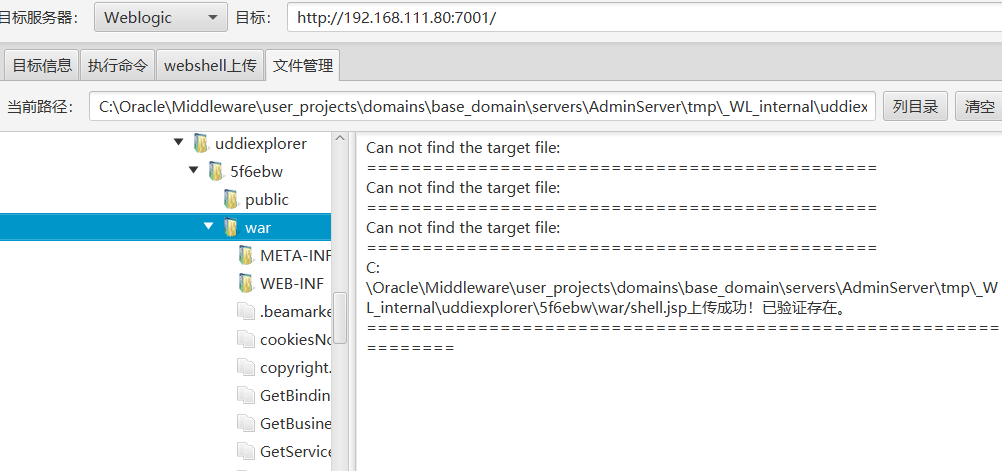 目标服务器： Weblogic 目标： http://192.168.111.80:7001/
目标信息 执行命令 webshell上传 文件管理
当前路径： C:\Oracle\Middleware\user_projects\domains\base_domain\servers\AdminServer\tmp\_WL_internal\uddiex 列目录 清空
uddiexplorer
5f6ebw
public
war
META-INF
WEB-INF
.beamarke
cookiesNo
copyright.
GetBindin
GetBusine
GetService
Can not find the target file:
==============================================
Can not find the target file:
==============================================
Can not find the target file:
==============================================
C:
\Oracle\Middleware\user_projects\domains\base_domain\servers\AdminServer\tmp\_W
L_internal\uddiexplorer\5f6ebw\war/shell.jsp上传成功！已验证存在。
=========================================================
========